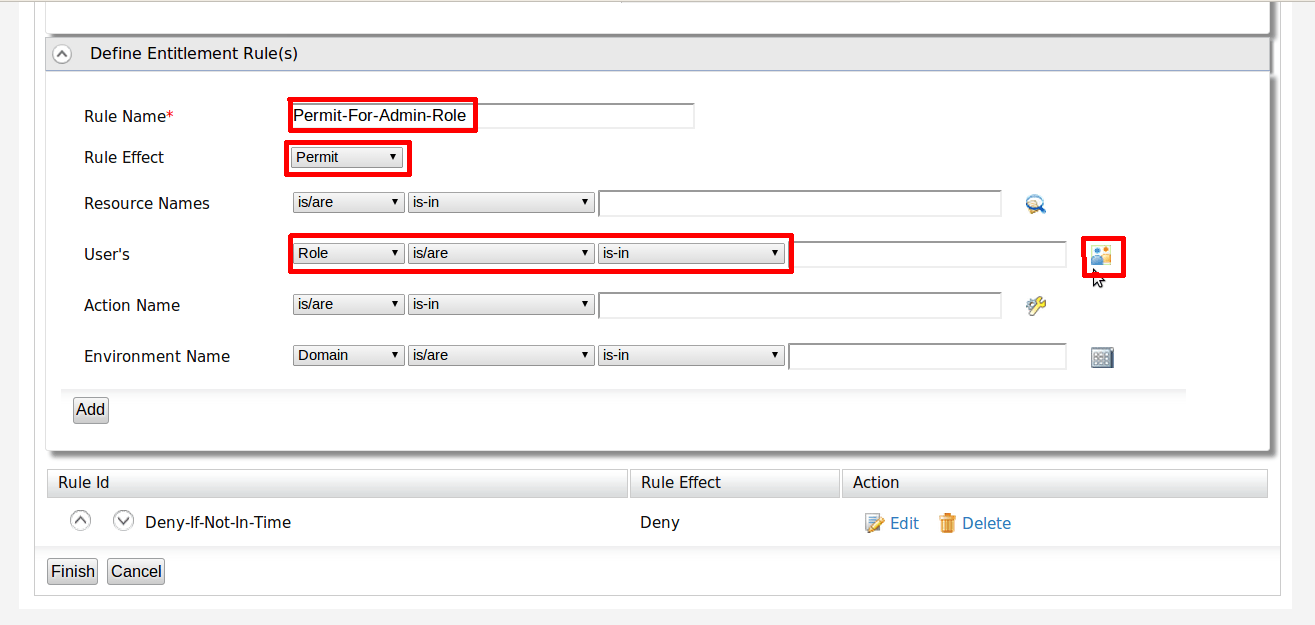 Define Entitlement Rule(s)
Rule Name* Permit-For-Admin-Role
Rule Effect Permit
Resource Names is/are is-in
User's Role is/are is-in
Action Name is/are is-in
Environment Name Domain is/are is-in
Add
Rule Id Rule Effect Action
Deny-If-Not-In-Time Deny Edit Delete
Finish Cancel